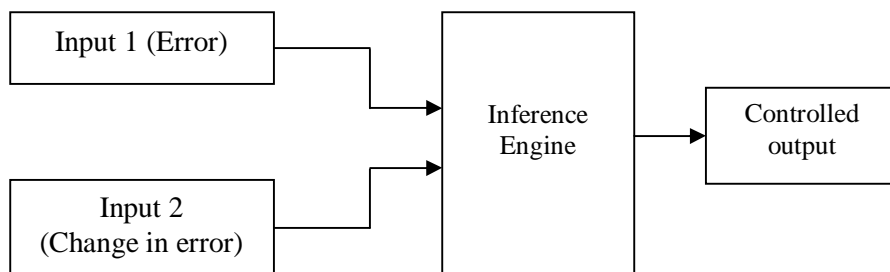 Input 1 (Error)
Inference
Engine
Controlled
output
Input 2
(Change in error)